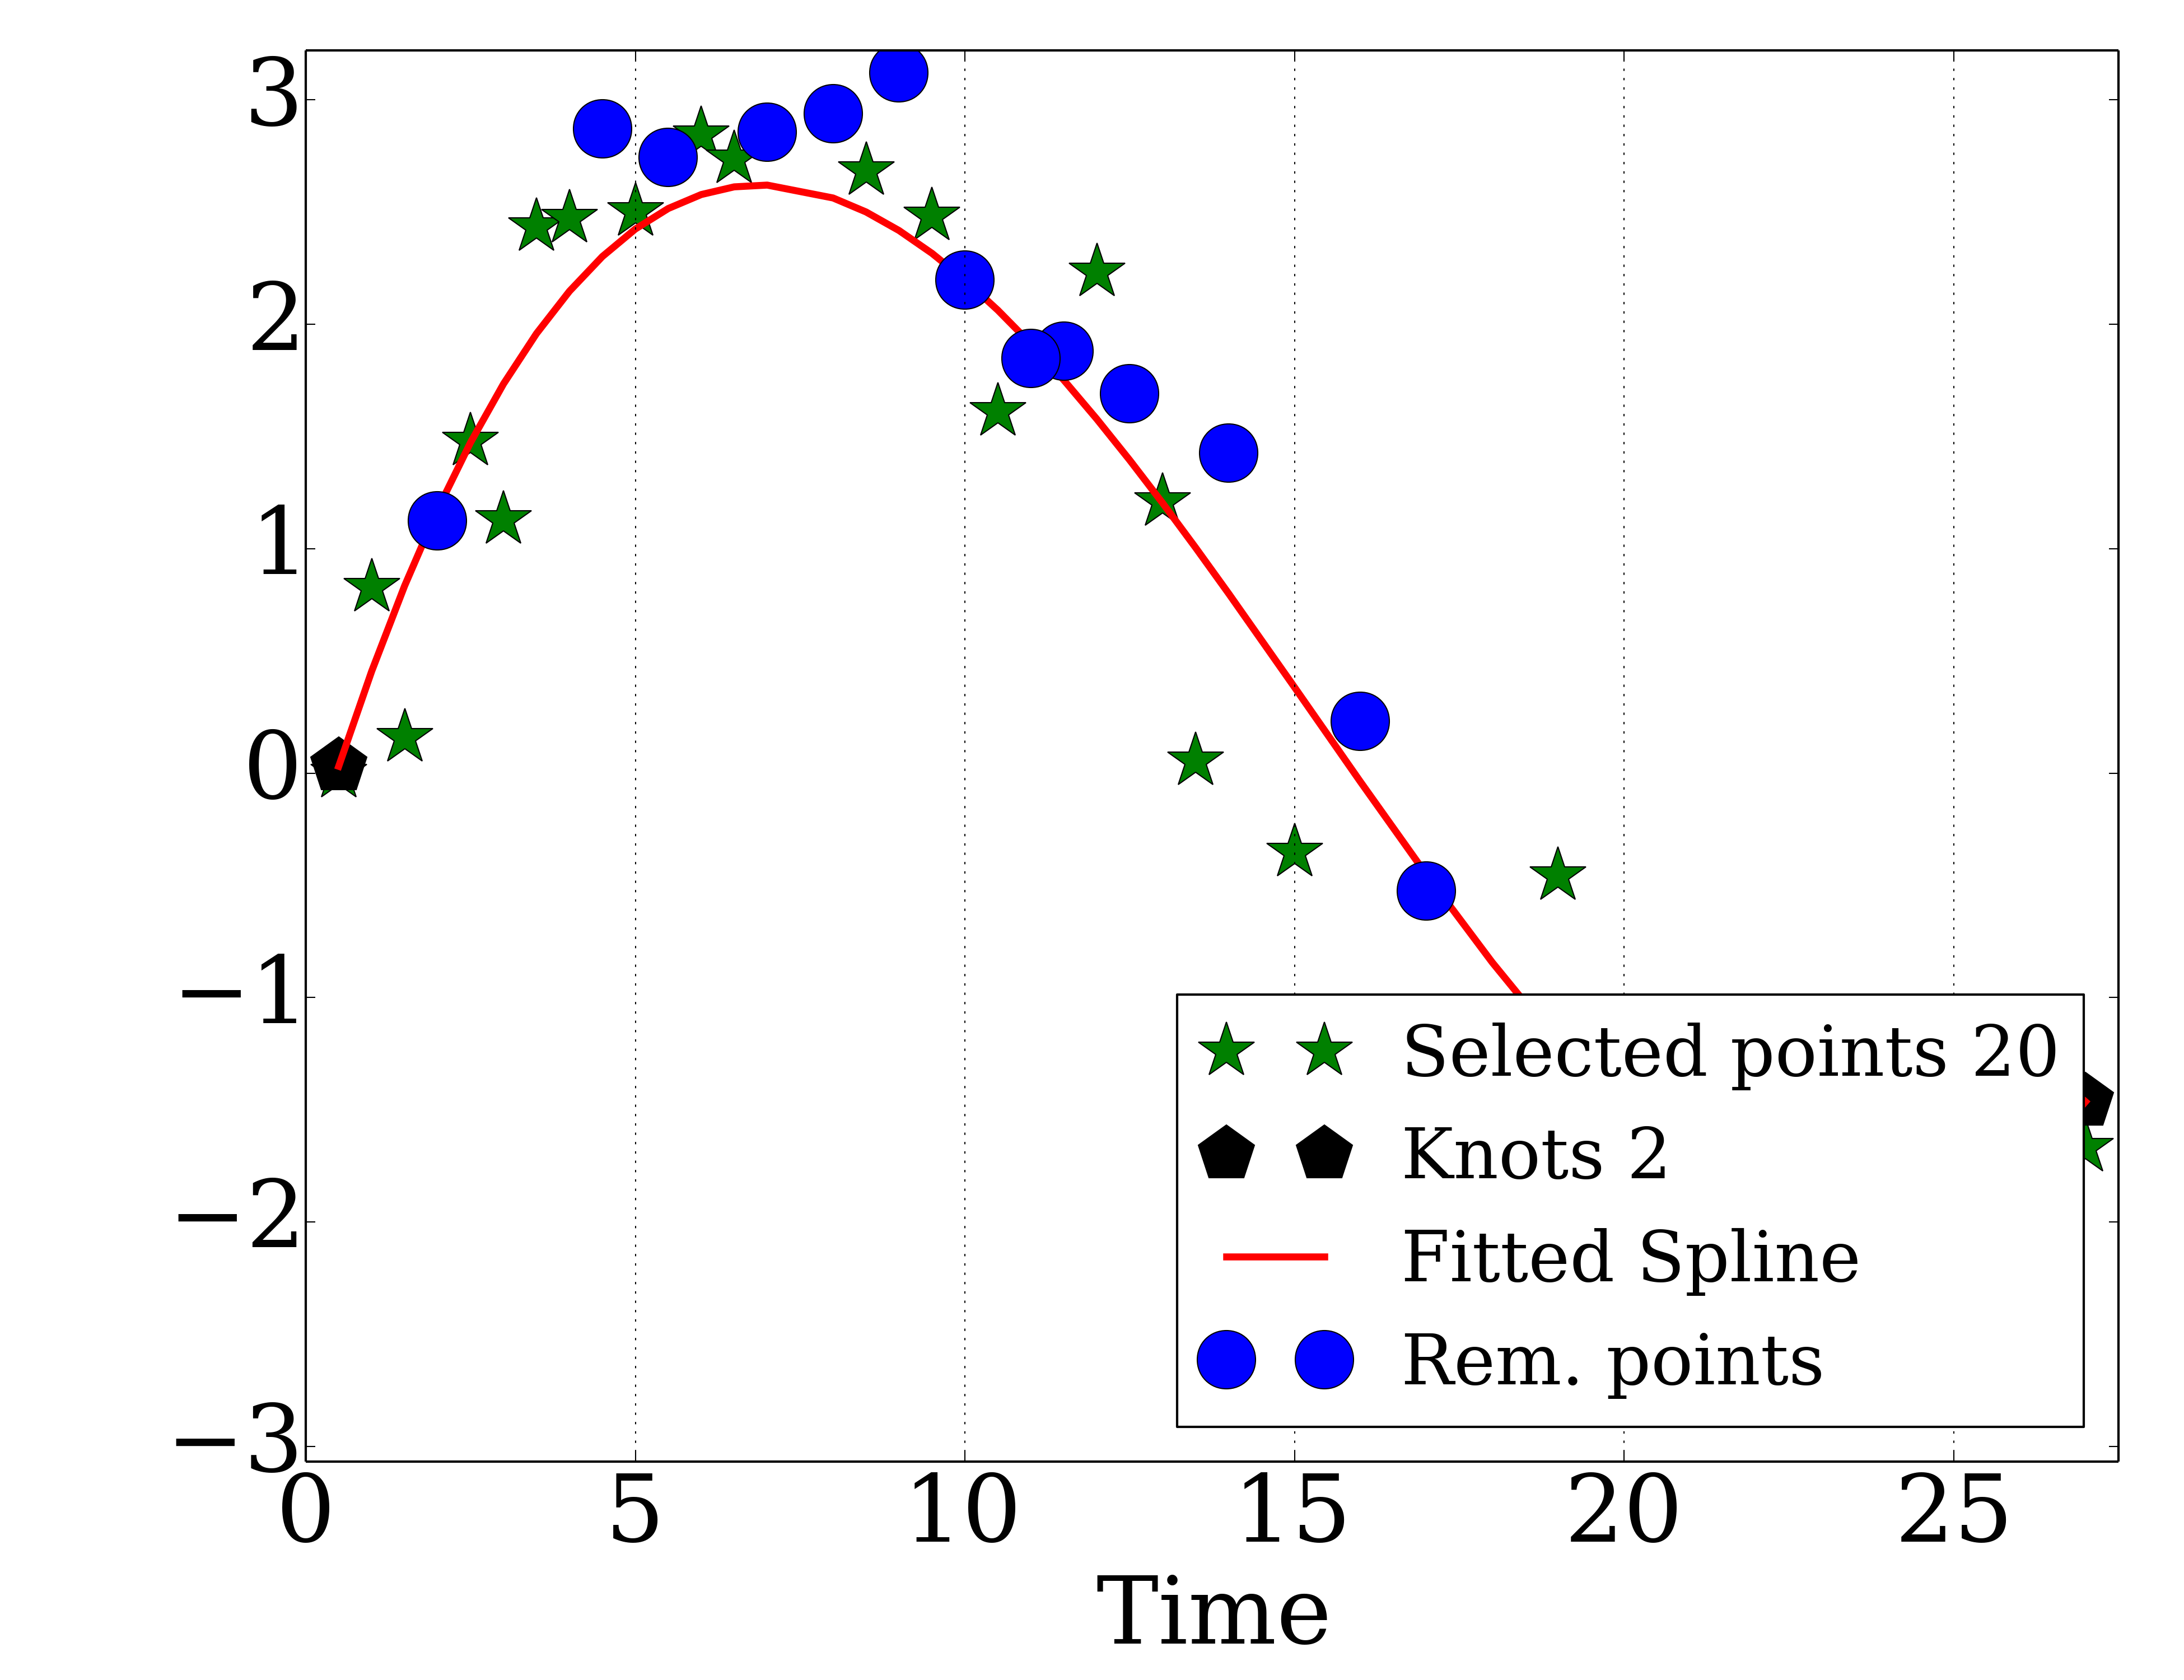 3
2
1
0
−1
−2
−3
0 5 10 15 20 25
Time
Selected points 20
Knots 2
Fitted Spline
Rem. points